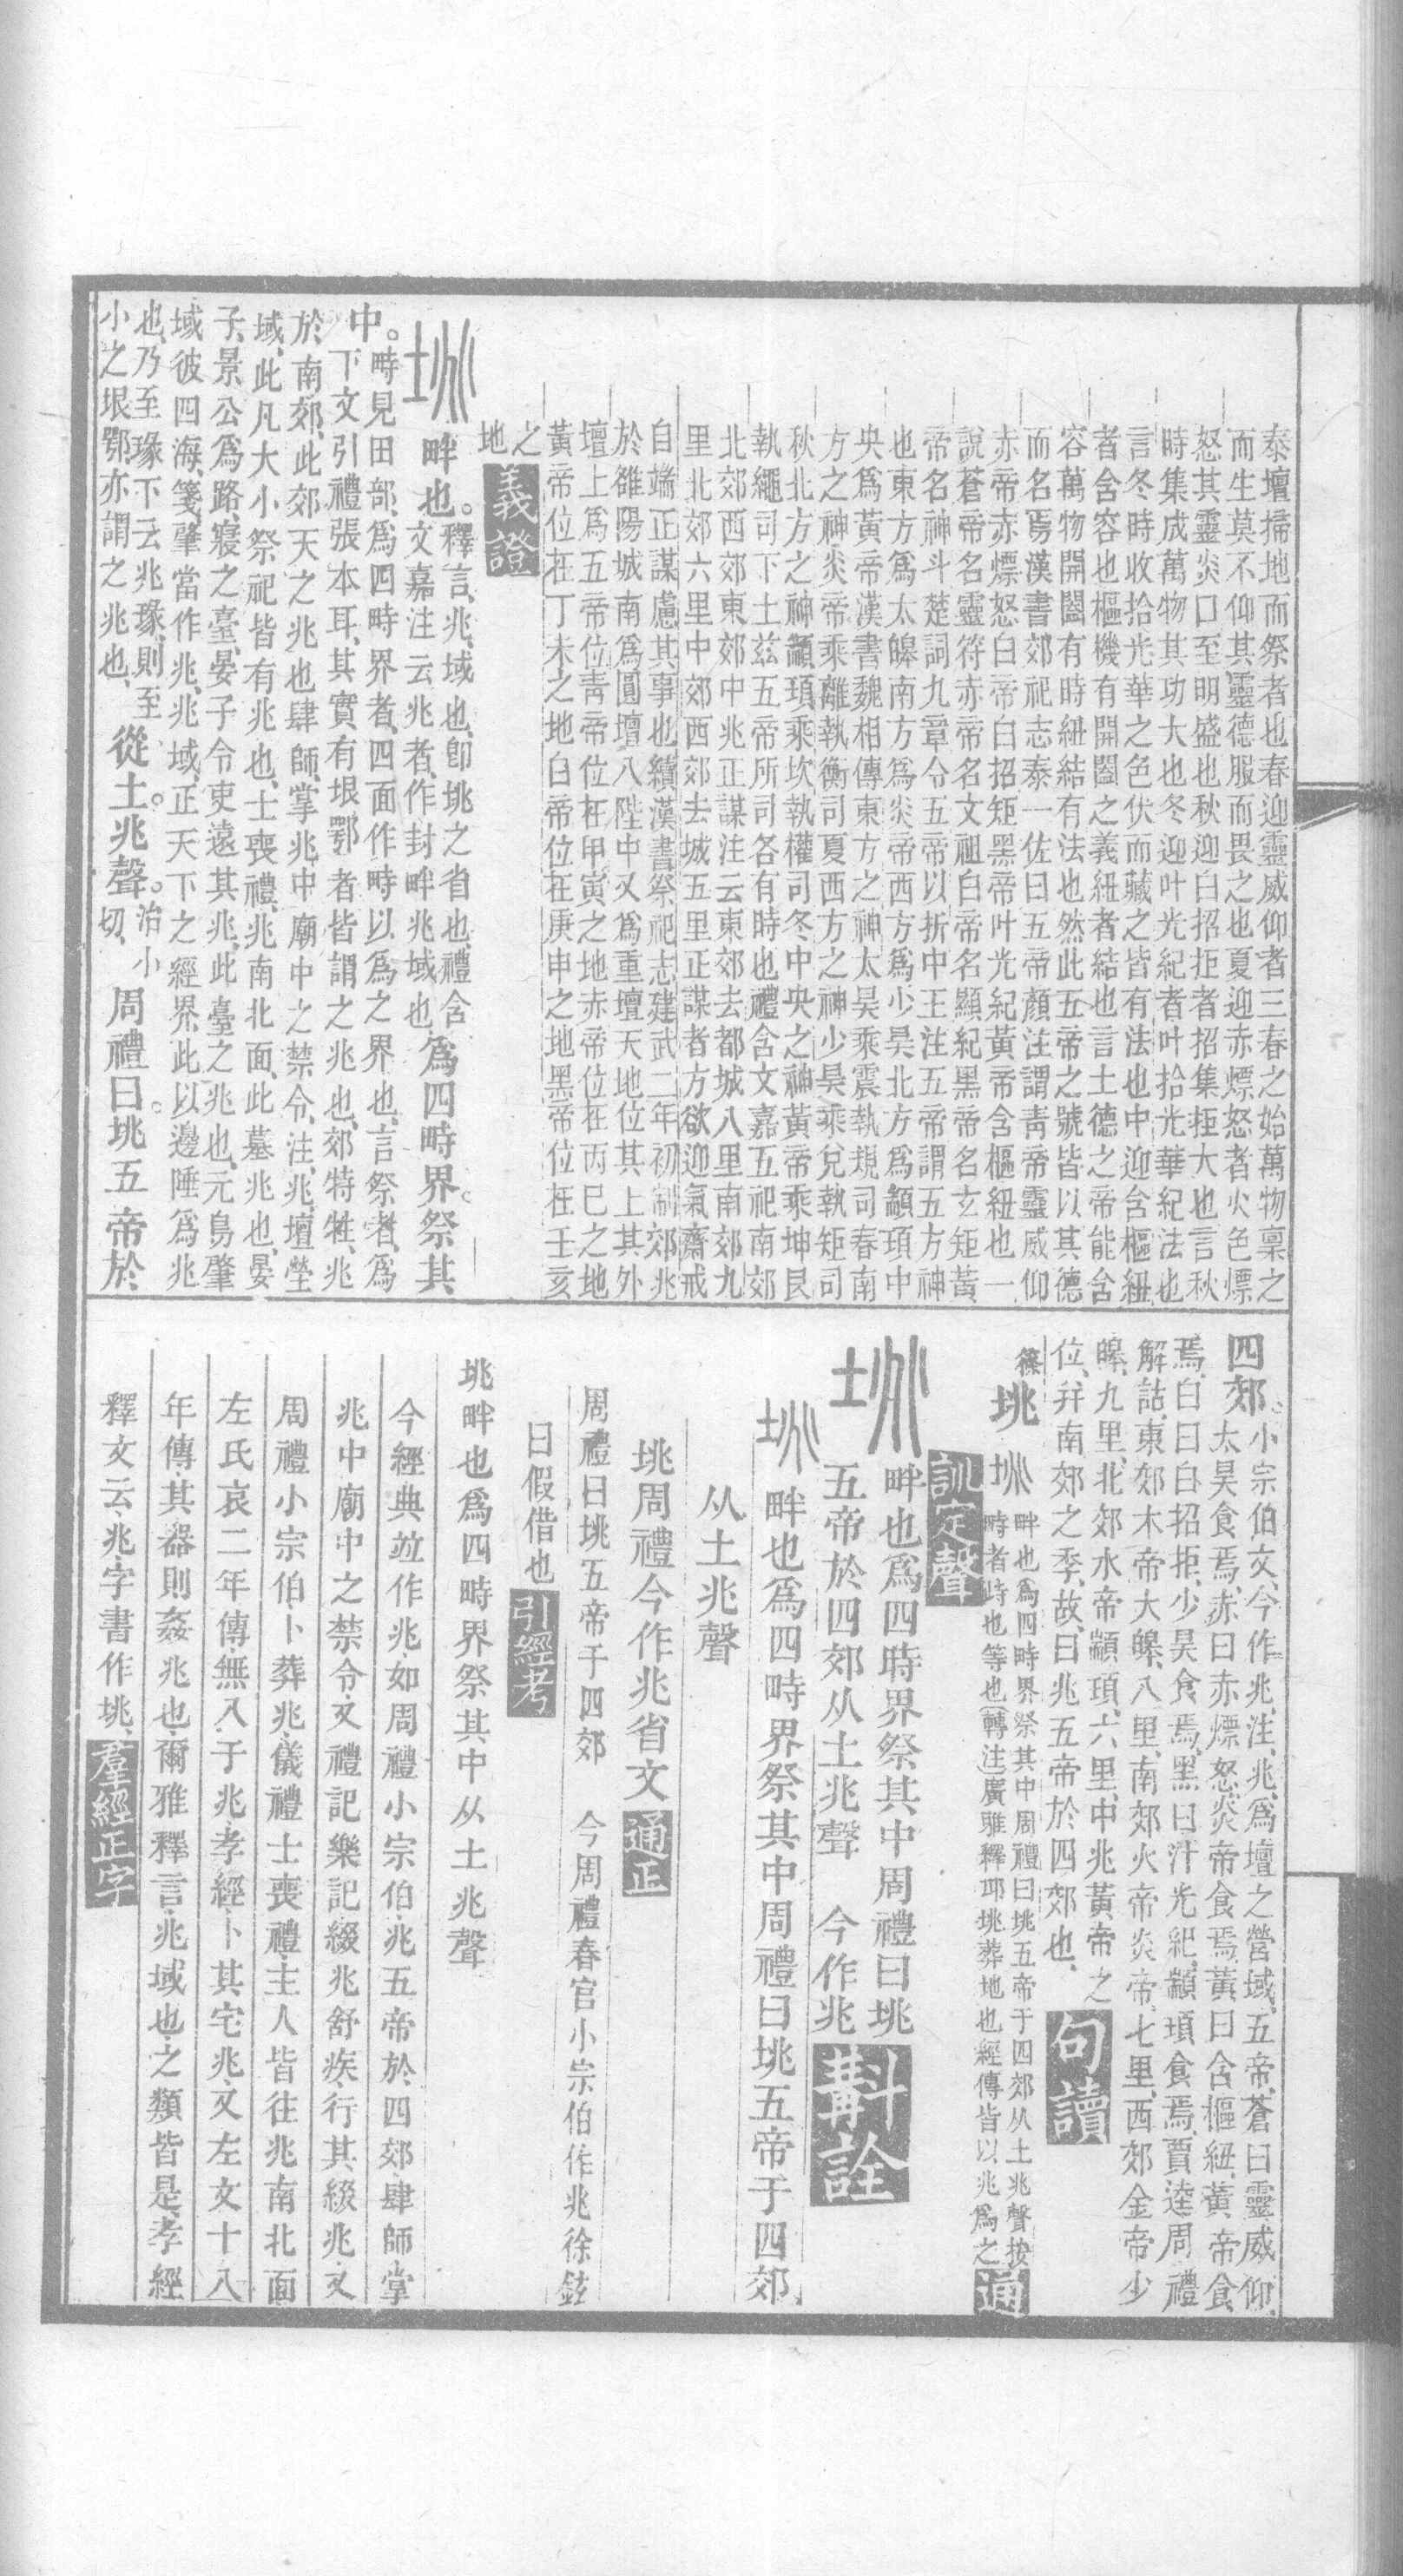 泰壇掃地而祭者也春迎靈威仰者三春之始萬物稟之
而生莫不仰其靈德服而畏之也夏迎赤熛怒者火色熛
怒其靈炎口至明盛也秋迎白招拒者招集拒大也言秋
時集成萬物其功大也冬迎叶光紀者叶拾光華紀法也
言冬時收拾光華之色伏而藏之皆有法也中迎含樞紐
者含容也樞機有開闔之義紐者結也言土德之帝能含
容萬物開闔有時紐結有法也然此五帝之號皆以其德
而名焉漢書郊祀志泰一佐曰五帝顏注謂青帝靈威仰
赤帝赤熛怒白帝白招矩黑帝叶光紀黃帝含樞紐也一
說蒼帝名靈符赤帝名文祖白帝名顯紀黑帝名玄矩黃
帝名神斗楚詞九章令五帝以折中王注五帝謂五方神
也東方爲太皞南方爲炎帝西方爲少昊北方爲顓頊中
央爲黃帝漢書魏相傳東方之神太昊乘震執規司春南
方之神炎帝乘離執衡司夏西方之神少昊乘兌執矩司
秋北方之神顓頊乘坎執權司冬中央之神黃帝乘坤艮
執繩司下土茲五帝所司各有時也禮含文嘉五祀南郊
北郊西郊東郊中兆正謀注云東郊去都城八里南郊九
里北郊六里中郊西郊去城五里正謀者方欲迎氣齋戒
自端正謀慮其事也續漢書祭祀志建武二年初制郊兆
於雒陽城南爲圓壇八陛中又爲重壇天地位其上其外
壇上爲五帝位青帝位在甲寅之地赤帝位在丙巳之地
黃帝位在丁未之地白帝位在庚申之地黑帝位在壬亥
之地 義證
垗 畔也。釋言、兆、域也、卽垗之省也禮含文嘉注云兆者、作封畔兆域也、爲四時界祭其
中。畤見田部、爲四時界者、四面作畤以爲之界也、言祭者、爲下文引禮張本耳、其實有垠鄂者皆謂之兆也、郊特牲、兆
於南郊、此郊天之兆也肆師、掌兆中廟中之禁令、注、兆、壇塋
域、此凡大小祭祀皆有兆也、士喪禮、兆南北面、此墓兆也、晏
子、景公爲路寢之臺、晏子令吏遠其兆、此臺之兆也、元鳥肇
域彼四海、箋、肇當作兆、兆域、正天下之經界、此以邊陲爲兆
也、乃至瑑下云兆瑑、則至小之垠鄂亦謂之兆也、從土。兆聲。治小切、周禮曰。垗五帝於
四郊。小宗伯文、今作兆、注、兆、爲壇之營域、五帝、蒼曰靈威仰、
太昊食焉、赤曰赤熛怒、炎帝食焉、黃曰含樞紐、黃帝食
焉、白曰白招拒、少昊食焉、黑曰汁光紀、顓頊食焉、賈逵周禮
解詁、東郊木帝大皞、八里、南郊火帝炎帝、七里、西郊金帝少
皞、九里、北郊水帝顓頊、六里、中兆黃帝之
位、幷南郊之季、故曰兆五帝於四郊也、 句讀
篠 垗 垗 畔也爲四時界祭其中周禮曰垗五帝于四郊从土兆聲按
畤者時也等也(轉注)廣雅釋邱垗葬地也經傳皆以兆爲之 通
訓定聲
垗 畔也爲四時界祭其中周禮曰垗
五帝於四郊从土兆聲 今作兆 斠詮
垗 畔也爲四時界祭其中周禮曰垗五帝于四郊
从土兆聲
垗周禮今作兆省文 通正
周禮曰垗五帝于四郊 今周禮春官小宗伯作兆徐鉉
曰假借也 引經考
垗畔也爲四時界祭其中从土兆聲
今經典竝作兆、如周禮小宗伯兆五帝於四郊、肆師掌
兆中廟中之禁令、又禮記樂記綴兆舒疾、行其綴兆、又
周禮小宗伯、卜葬兆、儀禮士喪禮、主人皆往兆南北面
左氏哀二年傳、無入于兆、孝經、卜其宅兆、又左文十八
年傳、其器則姦兆也、爾雅釋言、兆、域也、之類皆是、孝經
釋文云、兆、字書作垗、 羣經正字